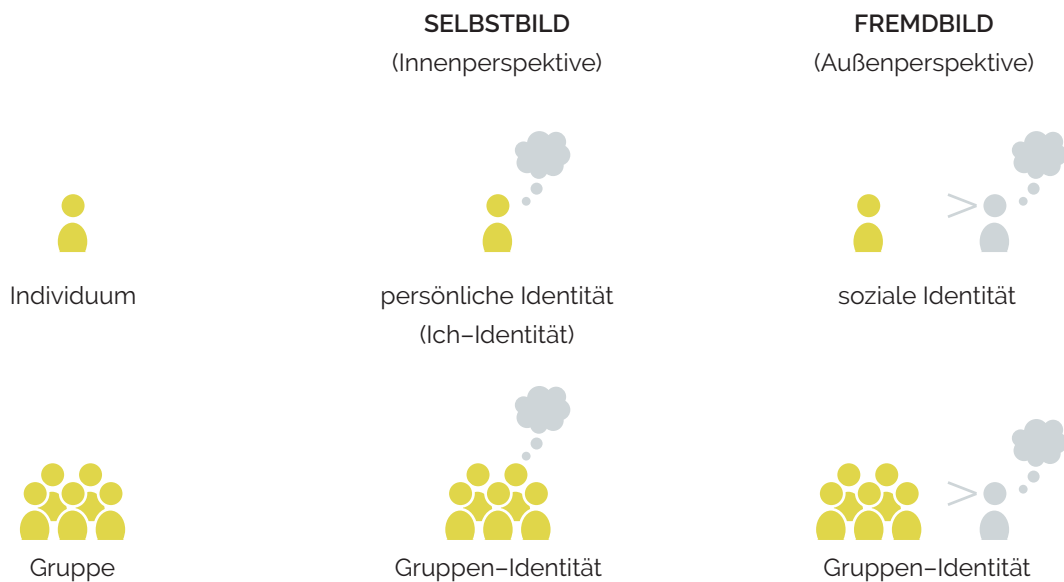 SELBSTBILD
(Innenperspektive)
FREMDBILD
(Außenperspektive)
Individuum
persönliche Identität
(Ich–Identität)
soziale Identität
Gruppe
Gruppen–Identität
Gruppen–Identität